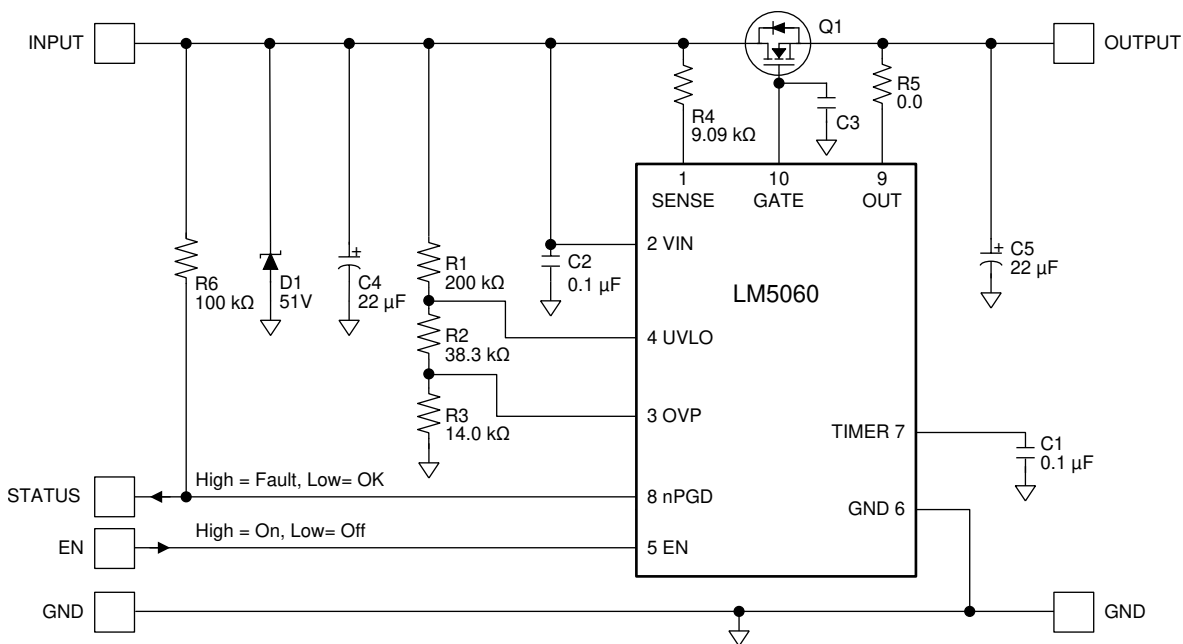 INPUT
Q1
OUTPUT
R4
9.09 kΩ
C3
R5
0.0
1
SENSE
10
GATE
9
OUT
R6
100 kΩ
D1
51V
+
C4
22 µF
R1
200 kΩ
C2
0.1 µF
2 VIN
LM5060
+
C5
22 µF
R2
38.3 kΩ
4 UVLO
R3
14.0 kΩ
3 OVP
TIMER 7
C1
0.1 µF
STATUS
High = Fault, Low= OK
8 nPGD
GND 6
EN
High = On, Low= Off
5 EN
GND
GND